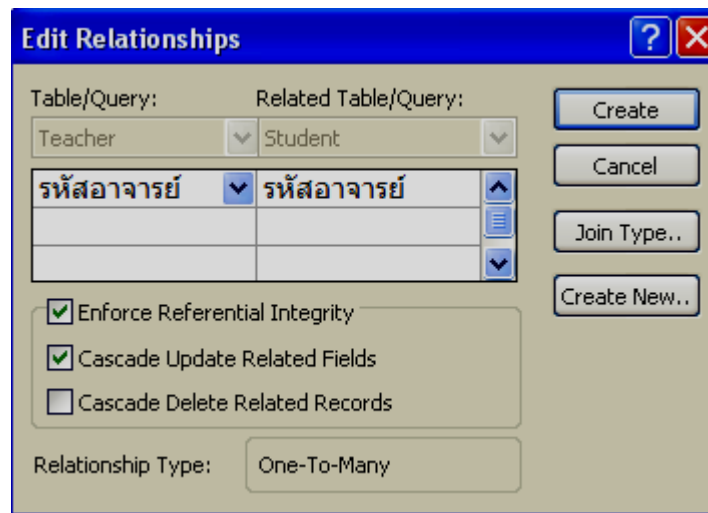 Edit Relationships
Table/Query: Related Table/Query:
Teacher Student
รหัสอาจารย์ รหัสอาจารย์
Create
Cancel
Join Type..
Create New..
Enforce Referential Integrity
Cascade Update Related Fields
Cascade Delete Related Records
Relationship Type: One-To-Many